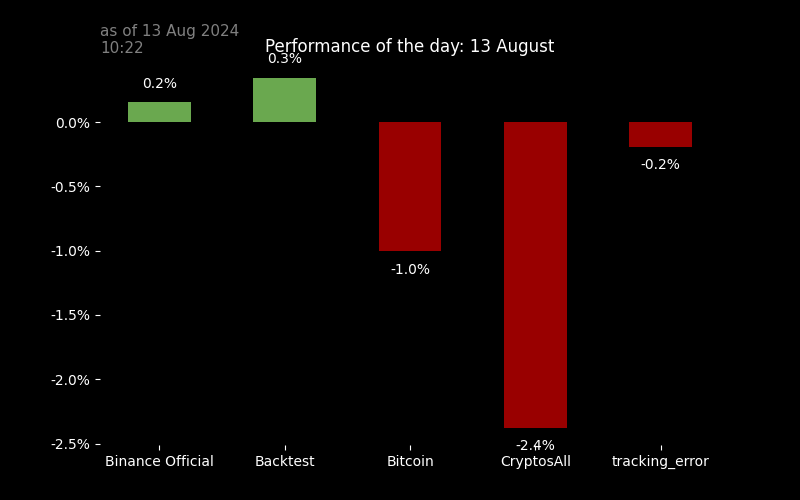 as of 13 Aug 2024
10:22
Performance of the day: 13 August
0.2%
0.3%
0.0%
-0.5%
-1.0%
-1.5%
-2.0%
-2.5%
-1.0%
-2.4%
-0.2%
Binance Official
Backtest
Bitcoin
CryptosAll
tracking_error